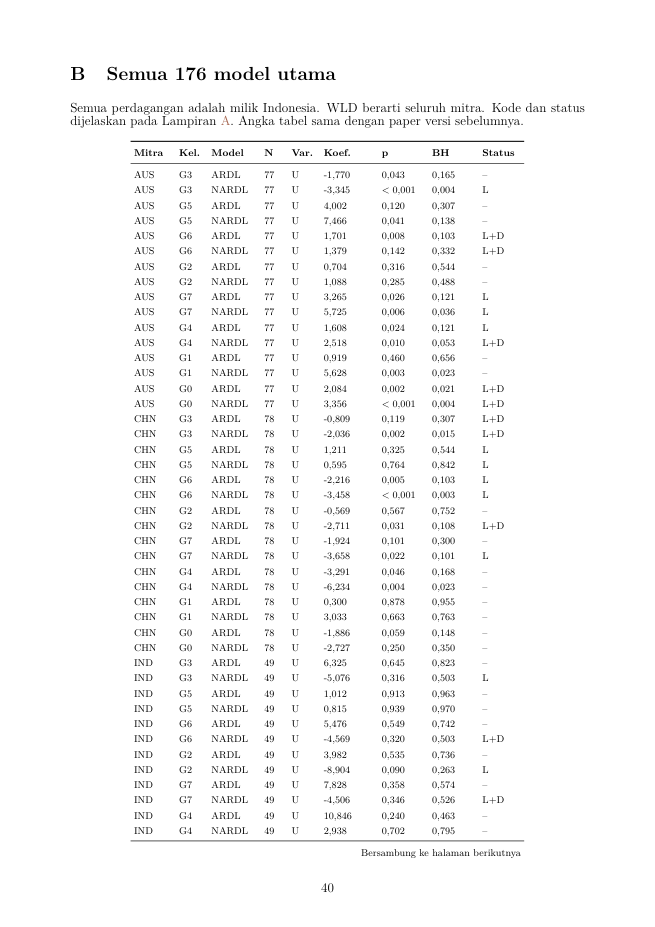 B Semua 176 model utama
Semua perdagangan adalah milik Indonesia. WLD berarti seluruh mitra. Kode dan status
dijelaskan pada Lampiran A. Angka tabel sama dengan paper versi sebelumnya.
Mitra Kel. Model N Var. Koef. p BH Status
AUS G3 ARDL 77 U -1,770 0,043 0,165 –
AUS G3 NARDL 77 U -3,345 < 0,001 0,004 L
AUS G5 ARDL 77 U 4,002 0,120 0,307 –
AUS G5 NARDL 77 U 7,466 0,041 0,138 –
AUS G6 ARDL 77 U 1,701 0,008 0,103 L+D
AUS G6 NARDL 77 U 1,379 0,142 0,332 L+D
AUS G2 ARDL 77 U 0,704 0,316 0,544 –
AUS G2 NARDL 77 U 1,088 0,285 0,488 –
AUS G7 ARDL 77 U 3,265 0,026 0,121 L
AUS G7 NARDL 77 U 5,725 0,006 0,036 L
AUS G4 ARDL 77 U 1,608 0,024 0,121 L
AUS G4 NARDL 77 U 2,518 0,010 0,053 L+D
AUS G1 ARDL 77 U 0,919 0,460 0,656 –
AUS G1 NARDL 77 U 5,628 0,003 0,023 –
AUS G0 ARDL 77 U 2,084 0,002 0,021 L+D
AUS G0 NARDL 77 U 3,356 < 0,001 0,004 L+D
CHN G3 ARDL 78 U -0,809 0,119 0,307 L+D
CHN G3 NARDL 78 U -2,036 0,002 0,015 L+D
CHN G5 ARDL 78 U 1,211 0,325 0,544 L
CHN G5 NARDL 78 U 0,595 0,764 0,842 L
CHN G6 ARDL 78 U -2,216 0,005 0,103 L
CHN G6 NARDL 78 U -3,458 < 0,001 0,003 L
CHN G2 ARDL 78 U -0,569 0,567 0,752 –
CHN G2 NARDL 78 U -2,711 0,031 0,108 L+D
CHN G7 ARDL 78 U -1,924 0,101 0,300 –
CHN G7 NARDL 78 U -3,658 0,022 0,101 L
CHN G4 ARDL 78 U -3,291 0,046 0,168 –
CHN G4 NARDL 78 U -6,234 0,004 0,023 –
CHN G1 ARDL 78 U 0,300 0,878 0,955 –
CHN G1 NARDL 78 U 3,033 0,663 0,763 –
CHN G0 ARDL 78 U -1,886 0,059 0,148 –
CHN G0 NARDL 78 U -2,727 0,250 0,350 –
IND G3 ARDL 49 U 6,325 0,645 0,823 –
IND G3 NARDL 49 U -5,076 0,316 0,503 L
IND G5 ARDL 49 U 1,012 0,913 0,963 –
IND G5 NARDL 49 U 0,815 0,939 0,970 –
IND G6 ARDL 49 U 5,476 0,549 0,742 –
IND G6 NARDL 49 U -4,569 0,320 0,503 L+D
IND G2 ARDL 49 U 3,982 0,535 0,736 –
IND G2 NARDL 49 U -8,904 0,090 0,263 L
IND G7 ARDL 49 U 7,828 0,358 0,574 –
IND G7 NARDL 49 U -4,506 0,346 0,526 L+D
IND G4 ARDL 49 U 10,846 0,240 0,463 –
IND G4 NARDL 49 U 2,938 0,702 0,795 –
Bersambung ke halaman berikutnya
40